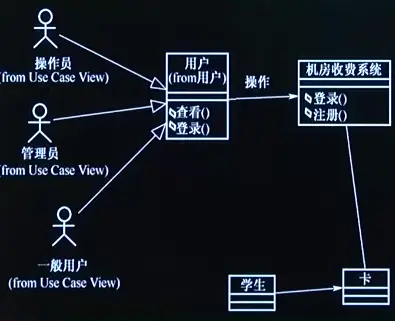 操作员
(from Use Case View)
管理员
(from Use Case View)
一般用户
(from Use Case View)
用户
(from用户)
查看()
登录()
操作
机房收费系统
登录()
注册()
学生
卡